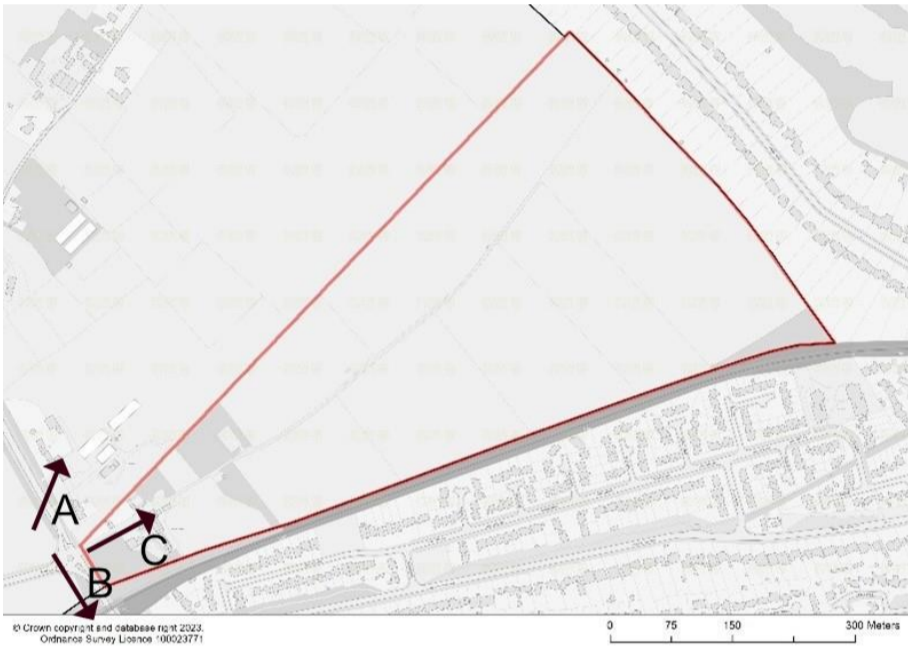 A
C
B
© Crown copyright and database right 2023.
Ordnance Survey Licence 100023771
0 75 150 300 Meters